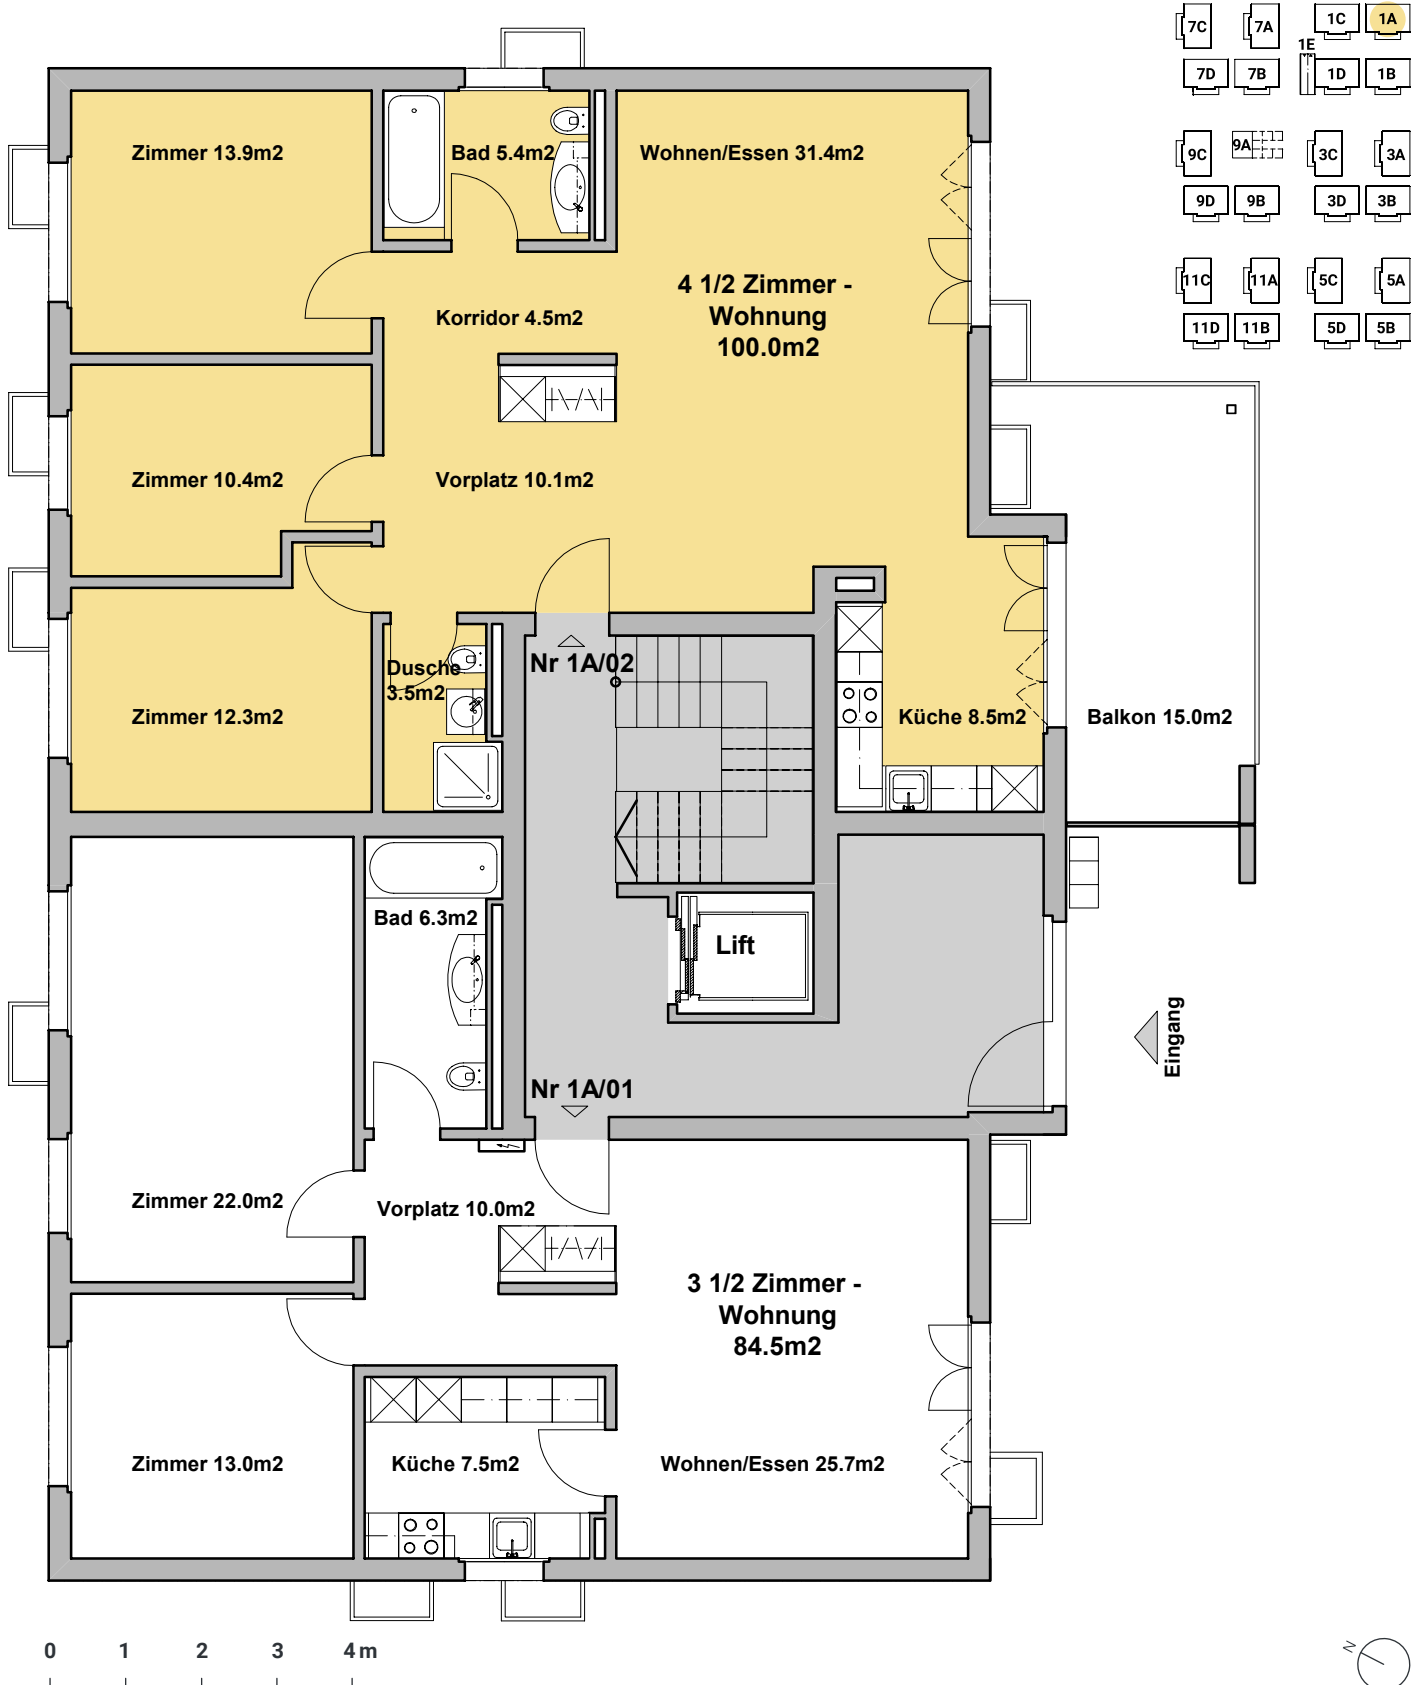 7C 7A 1C 1A
1E
7D 7B 1D 1B
9C 9A 3C 3A
9D 9B 3D 3B
11C 11A 5C 5A
11D 11B 5D 5B
Zimmer 13.9m2
Bad 5.4m2
Wohnen/Essen 31.4m2
4 1/2 Zimmer -
Wohnung
100.0m2
Korridor 4.5m2
Zimmer 10.4m2
Vorplatz 10.1m2
Nr 1A/02
Dusche
3.5m2
Zimmer 12.3m2
Küche 8.5m2
Balkon 15.0m2
Bad 6.3m2
Lift
Eingang
Nr 1A/01
Zimmer 22.0m2
Vorplatz 10.0m2
3 1/2 Zimmer -
Wohnung
84.5m2
Zimmer 13.0m2
Küche 7.5m2
Wohnen/Essen 25.7m2
0 1 2 3 4 m
N